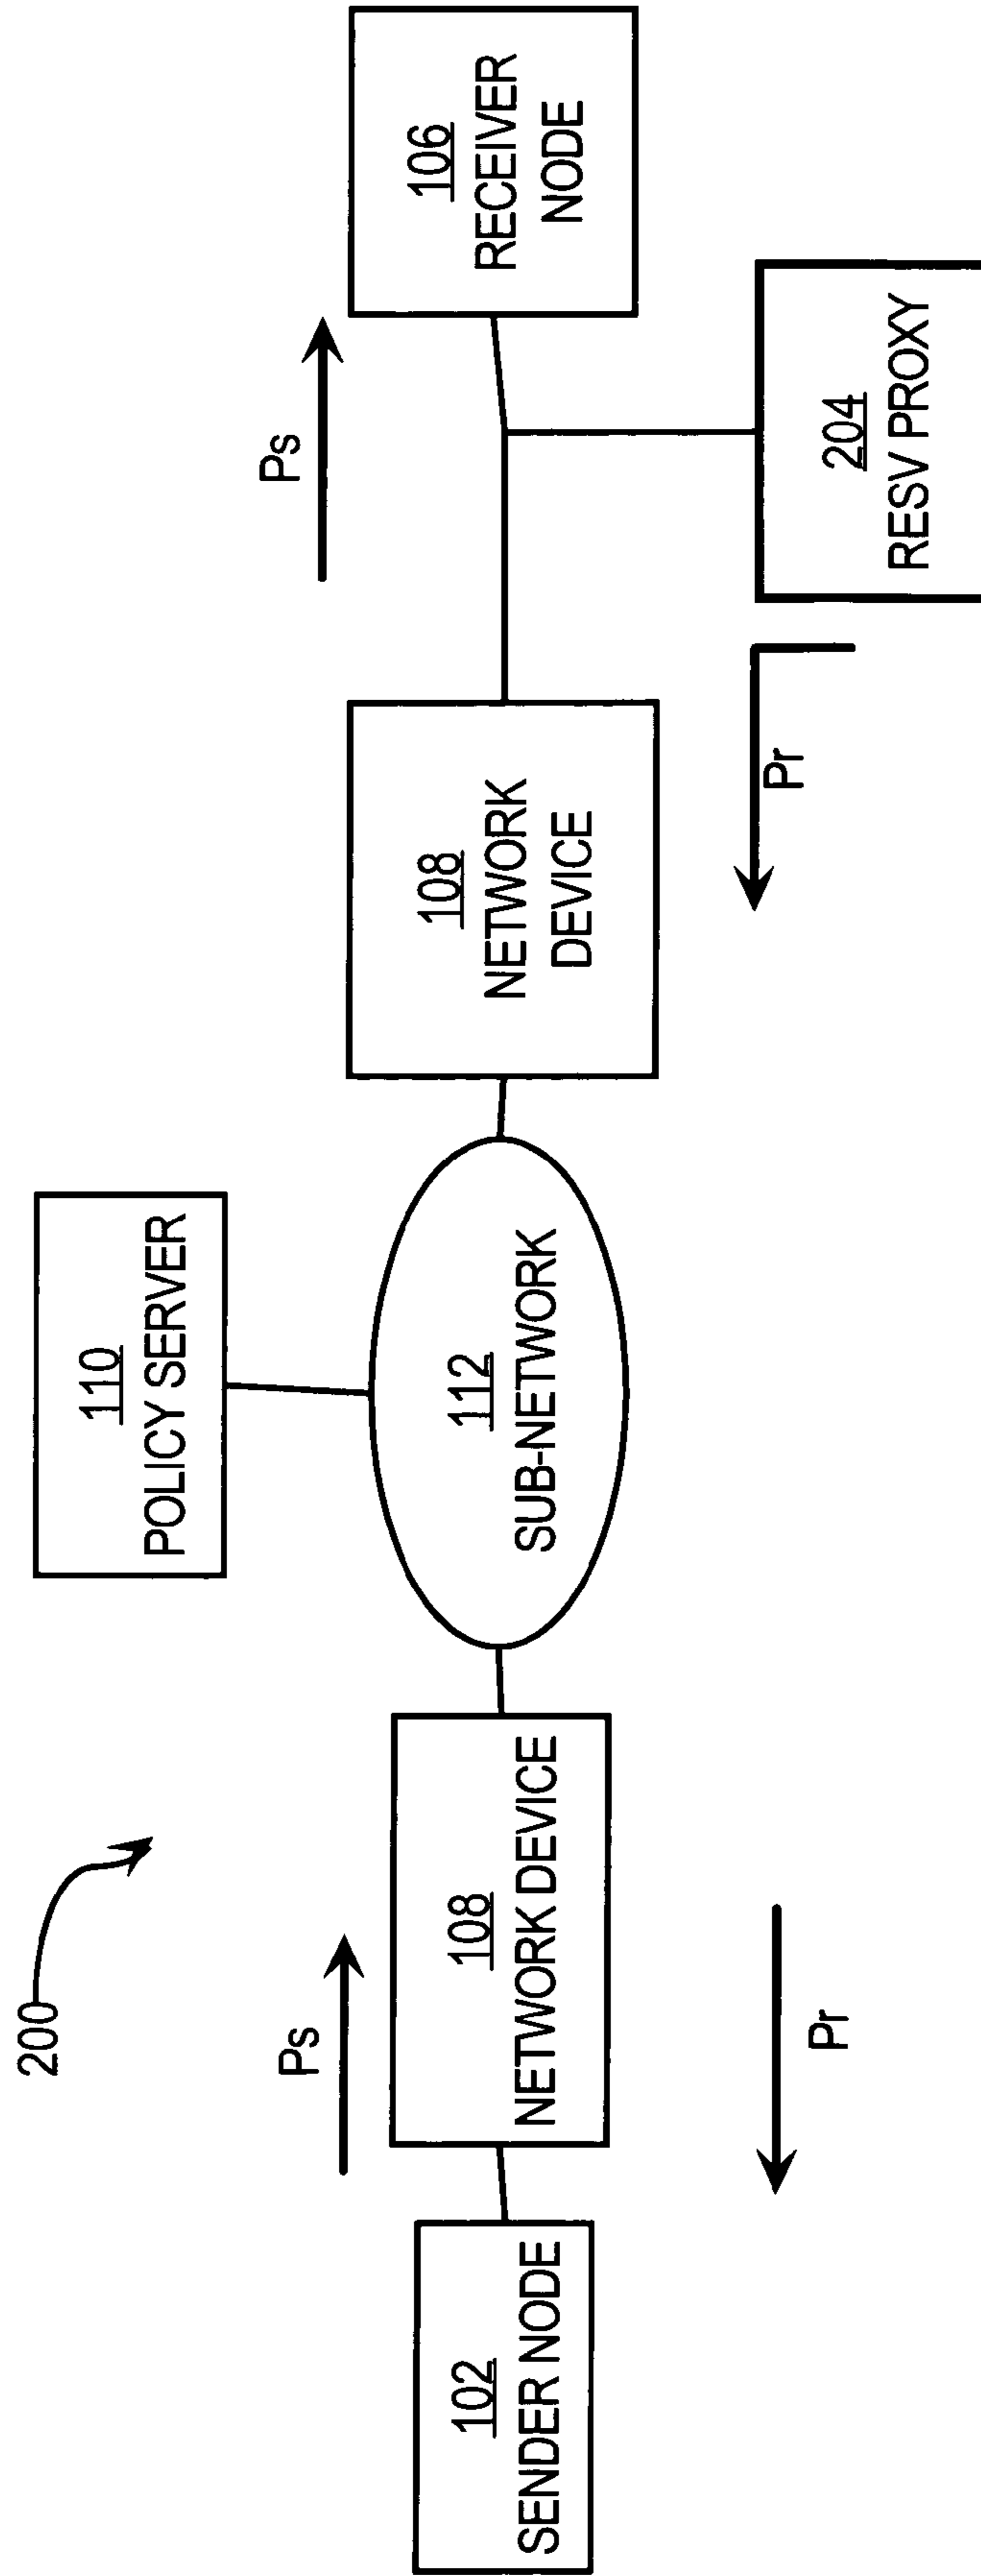 200
110
POLICY SERVER
Ps
Ps
102
SENDER NODE
108
NETWORK DEVICE
112
SUB-NETWORK
108
NETWORK
DEVICE
106
RECEIVER
NODE
Pr
Pr
204
RESV PROXY